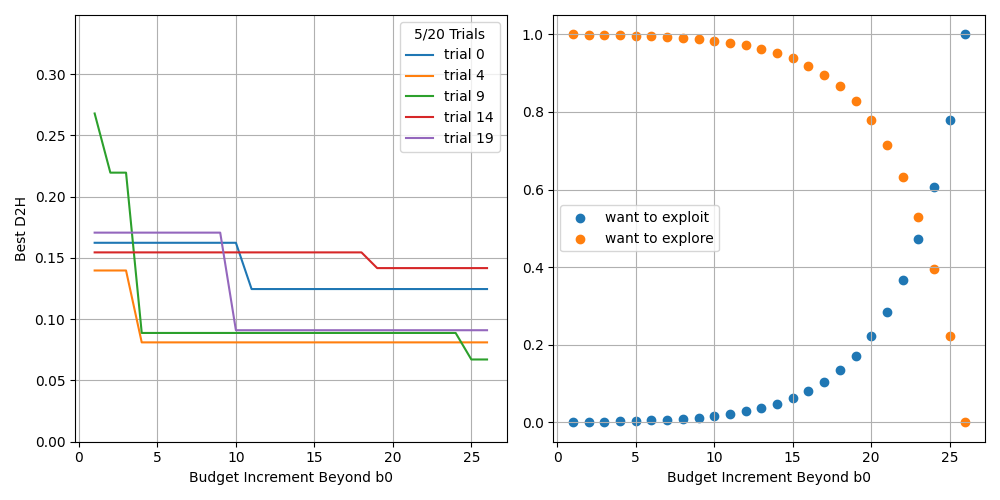 5/20 Trials
trial 0
trial 4
trial 9
trial 14
trial 19
Best D2H
0.30
0.25
0.20
0.15
0.10
0.05
0.00
0 5 10 15 20 25
Budget Increment Beyond b0
1.0
0.8
0.6
0.4
0.2
0.0
want to exploit
want to explore
0 5 10 15 20 25
Budget Increment Beyond b0